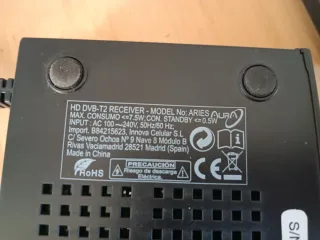 HD DVB-T2 RECEIVER - MODEL No: ARIES AURA
MAX. CONSUMO <=7.5W, CON. STANDBY <=0.5W
INPUT: AC 100~240V, 50Hz/60 Hz;
Import. B84215623, Innova Celular S.L
C/ Severo Ochoa Nº 9 Nave 8 Módulo B
Rivas Vaciamadrid 28521 Madrid (Spain)
Made in China
RoHS
PRECAUCIÓN
Riesgo de descarga
Eléctrica.
CE
S/N